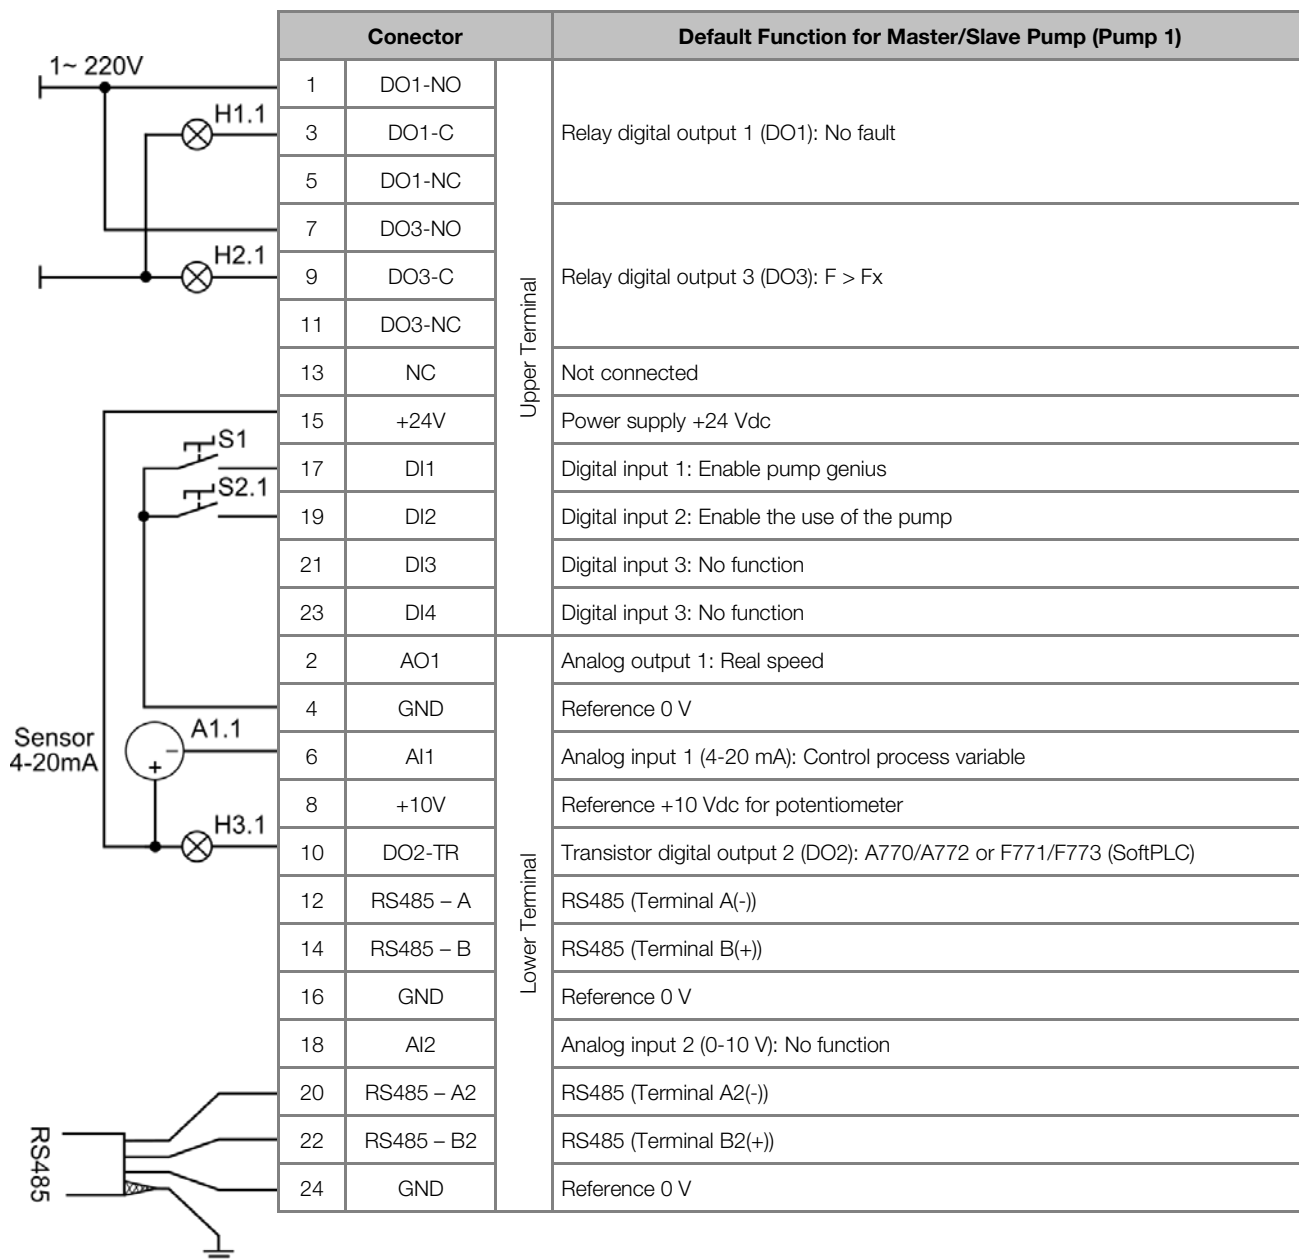 Conector Default Function for Master/Slave Pump (Pump 1)
1~ 220V
1 DO1-NO
H1.1
3 DO1-C Relay digital output 1 (DO1): No fault
5 DO1-NC
7 DO3-NO
H2.1
9 DO3-C Relay digital output 3 (DO3): F > Fx
11 DO3-NC
Upper Terminal
13 NC Not connected
15 +24V Power supply +24 Vdc
S1
17 DI1 Digital input 1: Enable pump genius
S2.1
19 DI2 Digital input 2: Enable the use of the pump
21 DI3 Digital input 3: No function
23 DI4 Digital input 3: No function
2 AO1 Analog output 1: Real speed
4 GND Reference 0 V
Sensor
4-20mA
A1.1
− +
6 AI1 Analog input 1 (4-20 mA): Control process variable
8 +10V Reference +10 Vdc for potentiometer
H3.1
10 DO2-TR Transistor digital output 2 (DO2): A770/A772 or F771/F773 (SoftPLC)
Lower Terminal
12 RS485 – A RS485 (Terminal A(-))
14 RS485 – B RS485 (Terminal B(+))
16 GND Reference 0 V
18 AI2 Analog input 2 (0-10 V): No function
20 RS485 – A2 RS485 (Terminal A2(-))
RS485
22 RS485 – B2 RS485 (Terminal B2(+))
24 GND Reference 0 V